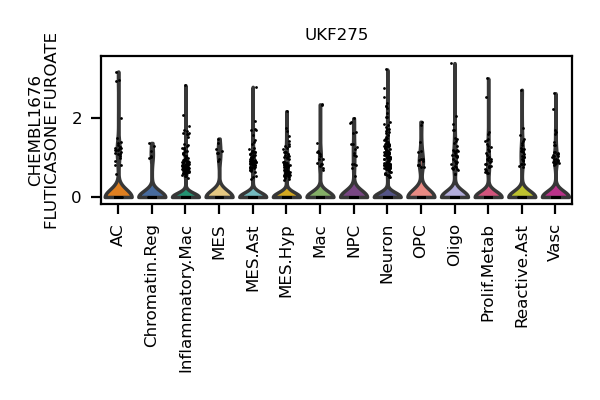 UKF275
CHEMBL1676
FLUTICASONE FUROATE
2
0
AC
Chromatin.Reg
Inflammatory.Mac
MES
MES.Ast
MES.Hyp
Mac
NPC
Neuron
OPC
Oligo
Prolif.Metab
Reactive.Ast
Vasc